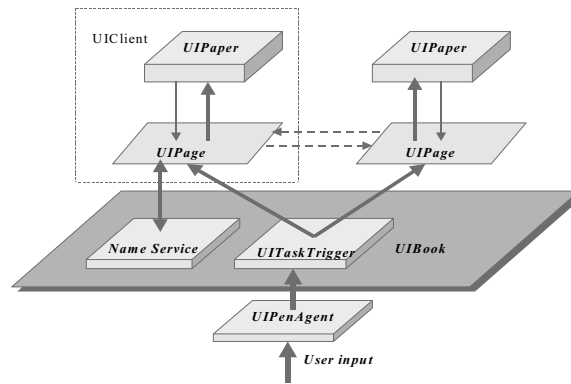 UIClient
UIPaper
UIPaper
UIPage
UIPage
Name Service
UITaskTrigger
UIBook
UIPenAgent
User input